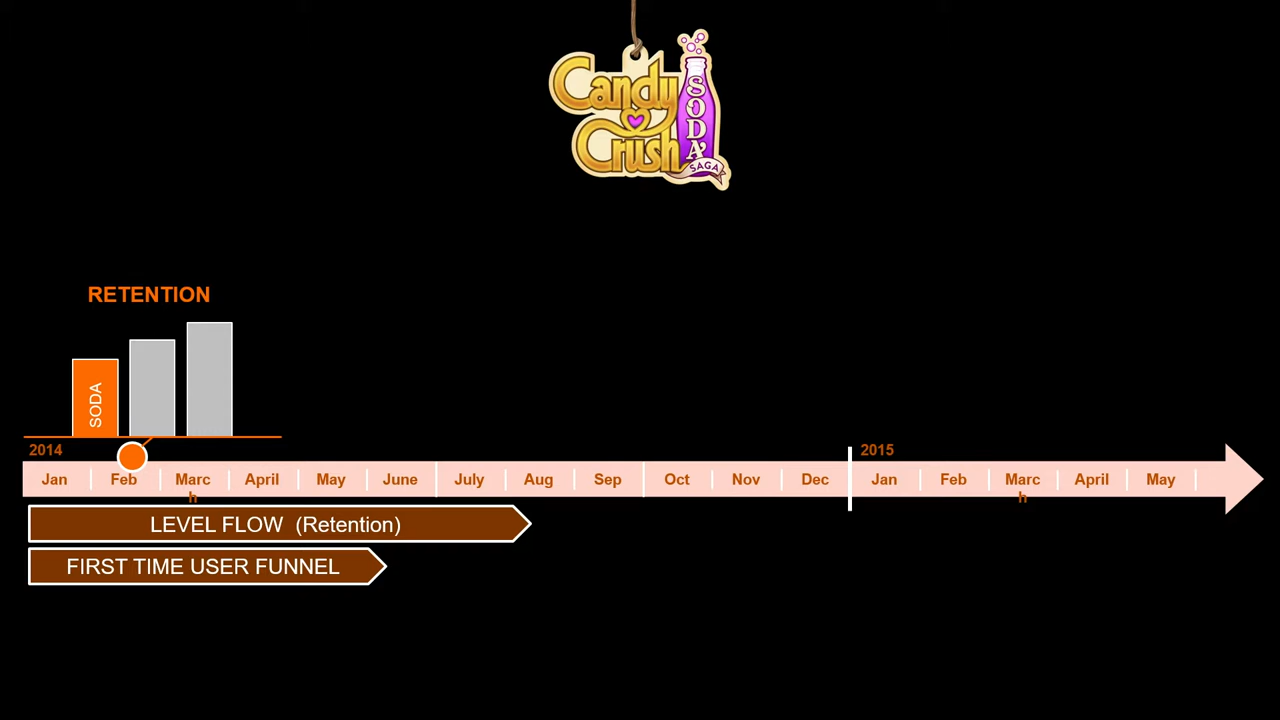 Candy
Crush
SODA
SAGA
RETENTION
SODA
2014
2015
Jan Feb Marc
h April May June July Aug Sep Oct Nov Dec Jan Feb Marc
h April May
LEVEL FLOW (Retention)
FIRST TIME USER FUNNEL